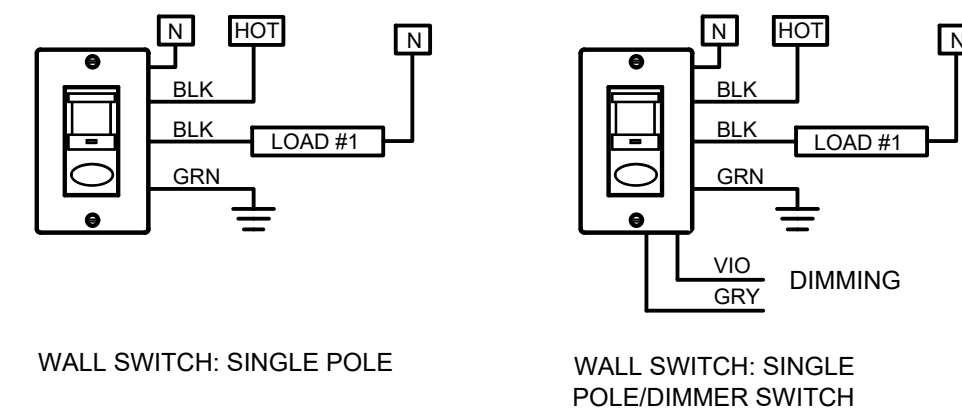 N
HOT
N
BLK
BLK
LOAD #1
GRN
WALL SWITCH: SINGLE POLE
N
HOT
N
BLK
BLK
LOAD #1
GRN
VIO
GRY
DIMMING
WALL SWITCH: SINGLE
POLE/DIMMER SWITCH